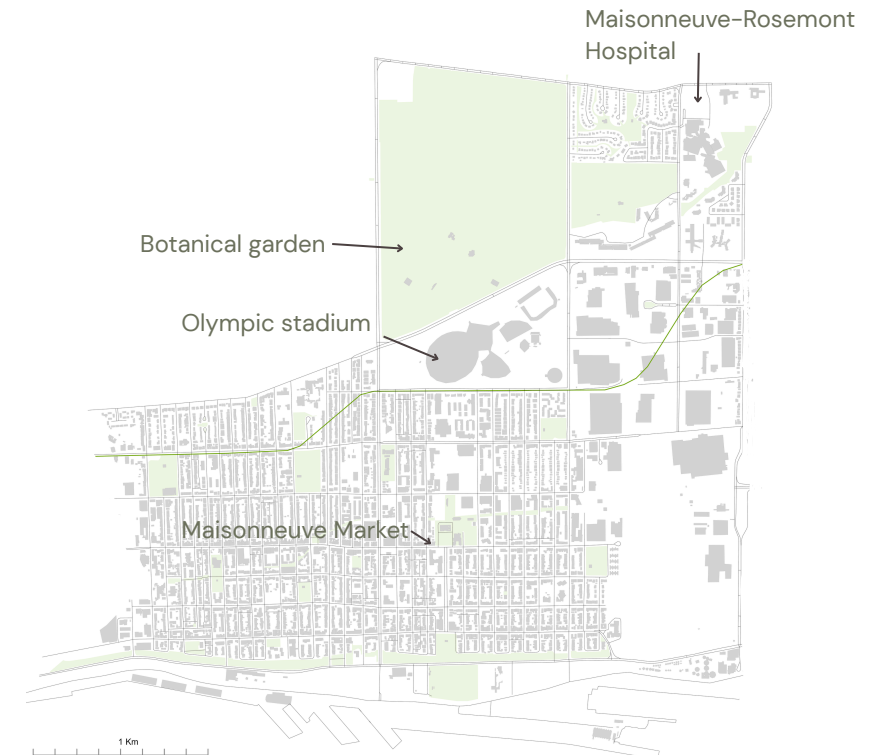 Maisonneuve-Rosemont
Hospital
Botanical garden
Olympic stadium
Maisonneuve Market
1 Km